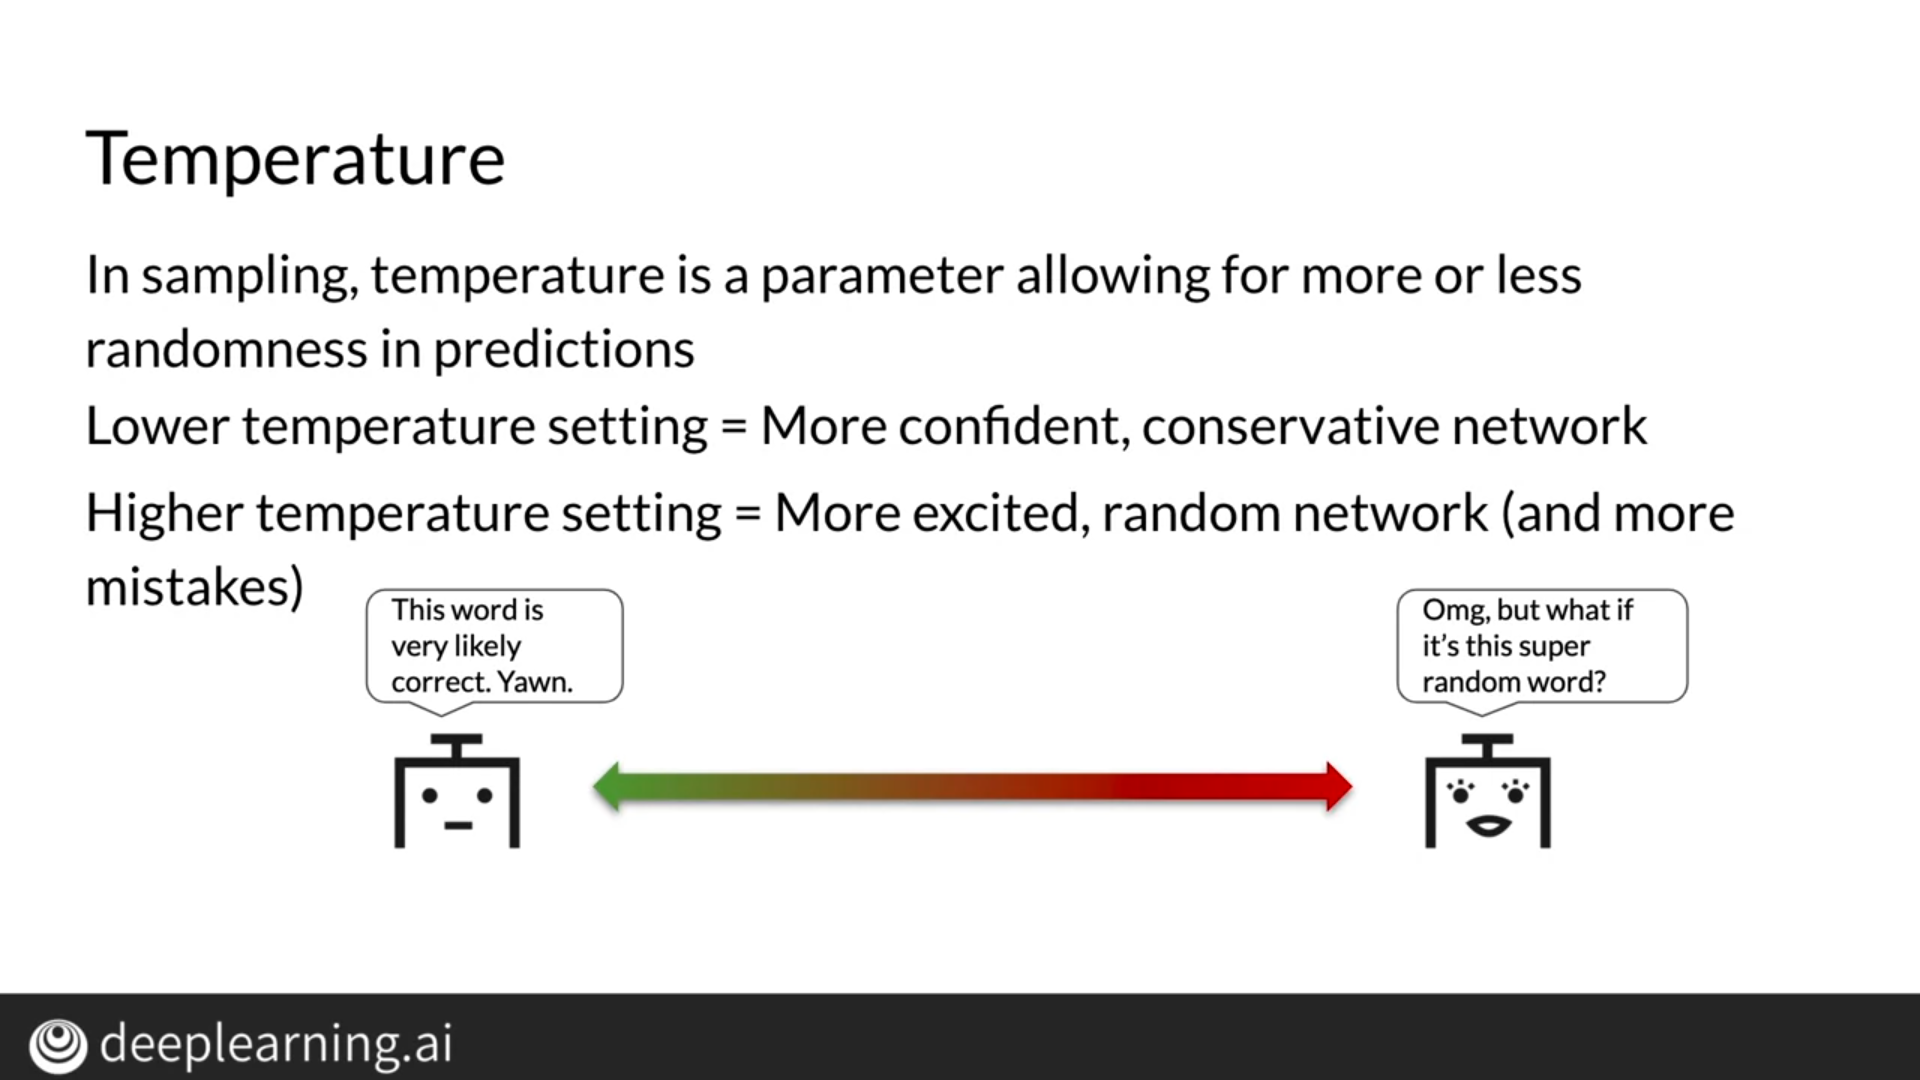 Temperature
In sampling, temperature is a parameter allowing for more or less
randomness in predictions
Lower temperature setting = More confident, conservative network
Higher temperature setting = More excited, random network (and more
mistakes)
This word is
very likely
correct. Yawn.
Omg, but what if
it’s this super
random word?
deeplearning.ai